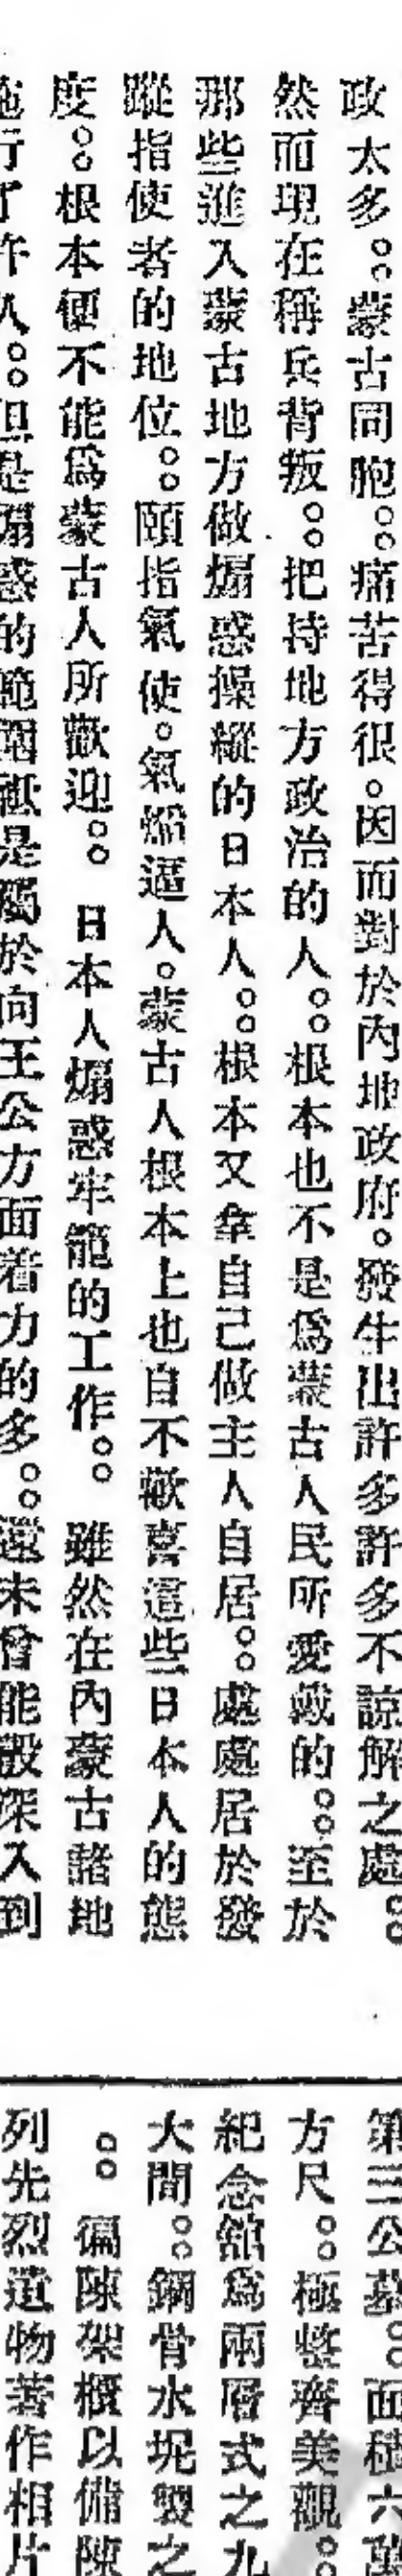 政太多。。蒙古同胞。。痛苦得很。因而對於內地政府。發生出許多許多不諒解之處。。
然而現在稱兵背叛。。把持地方政治的人。。根本也不是爲蒙古人民所愛戴的。。至於
那些進入蒙古地方做煽惑操縱的日本人。。根本又拿自己做主人自居。。處處居於發
蹤指使者的地位。。頤指氣使。氣燄逼人。蒙古人根本上也自不歡喜這些日本人的態
度。。根本便不能爲蒙古人所歡迎。。日本人煽惑牢籠的工作。。雖然在內蒙古諸地
施行了許久。。但是煽惑的範圍祗是屬於向王公方面着力的多。。還未曾能彀深入到
第三公墓。。面積六萬
方尺。。極整齊美觀。。
紀念舘爲兩層式之九
大間。。鋼骨水坭製之
。。徧陳架櫃以備陳
列先烈遺物著作相片